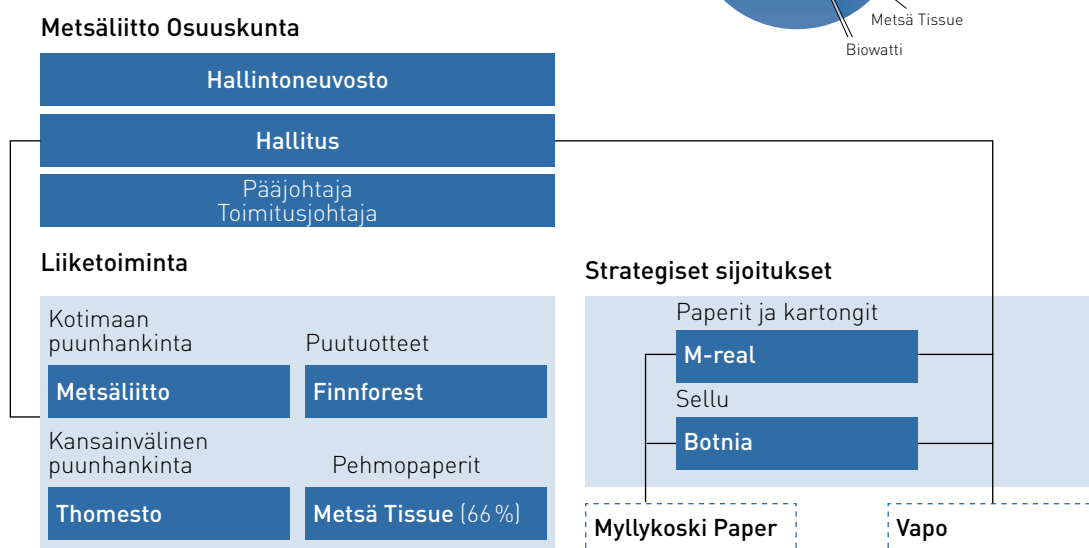 Metsä Tissue
Biowatti
Metsäliitto Osuuskunta
Hallintoneuvosto
Hallitus
Pääjohtaja
Toimitusjohtaja
Liiketoiminta
Kotimaan
puunhankinta
Metsäliitto
Puutuotteet
Finnforest
Kansainvälinen
puunhankinta
Thomesto
Pehmopaperit
Metsä Tissue (66 %)
Strategiset sijoitukset
Paperit ja kartongit
M-real
Sellu
Botnia
Myllykoski Paper
Vapo